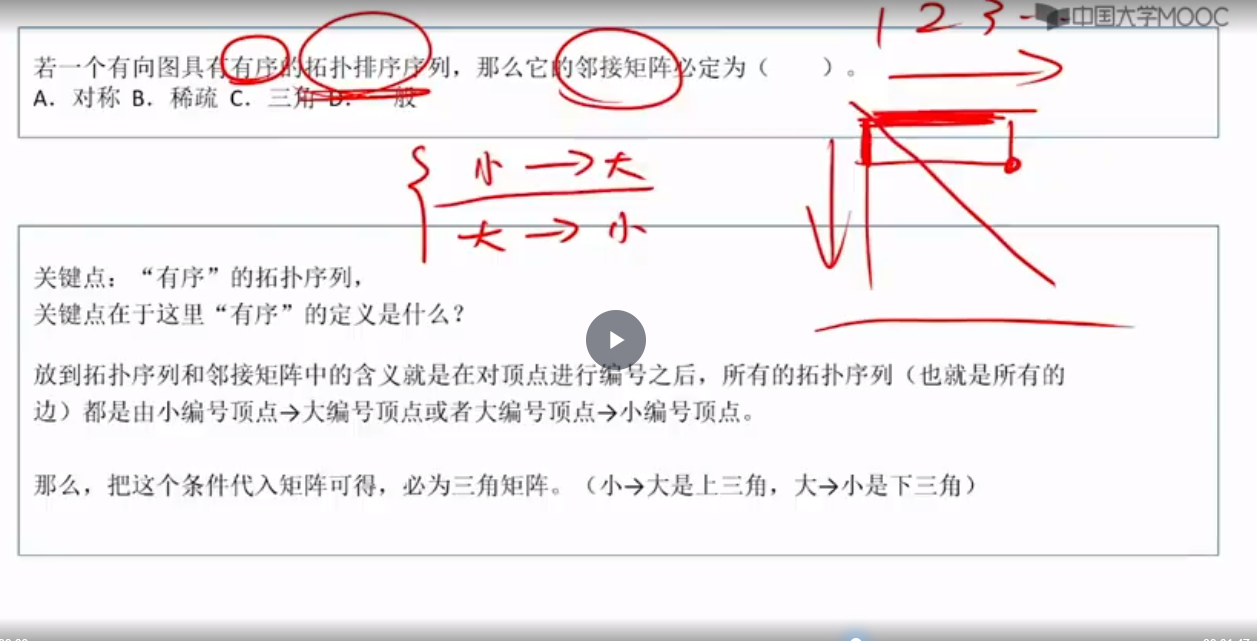 1 2 3
中国大学MOOC
若一个有向图具有有序的拓扑排序序列，那么它的邻接矩阵必定为（ ）。
A. 对称 B. 稀疏 C. 三角 D. 一般
小→大
大→小
关键点：“有序”的拓扑序列，
关键点在于这里“有序”的定义是什么？
放到拓扑序列和邻接矩阵中的含义就是在对顶点进行编号之后，所有的拓扑序列（也就是所有的
边）都是由小编号顶点→大编号顶点或者大编号顶点→小编号顶点。
那么，把这个条件代入矩阵可得，必为三角矩阵。（小→大是上三角，大→小是下三角）